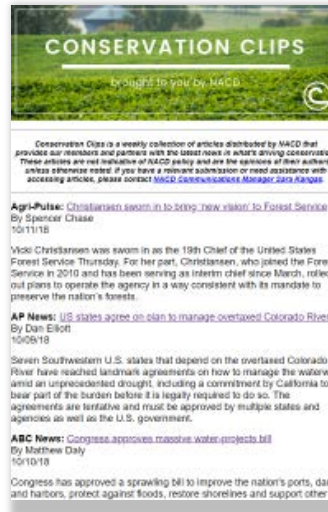 CONSERVATION CLIPS
brought to you by NACD
Conservation Clips is a weekly collection of articles distributed by NACD that
provides our members and partners with the latest news in what's driving
These articles are not indicative of NACD policy and are the opinions of their
unless otherwise noted. If you have a relevant submission or need assistance with
accessing articles, please contact NACD Communications Manager Sara Kangas.
Agri-Pulse: Christiansen sworn in to bring 'new vision' to Forest Service
By Spencer Chase
10/11/18
Vicki Christiansen was sworn in as the 19th Chief of the United States
Forest Service Thursday. For her part, Christiansen, who joined the
Service in 2010 and has been serving as interim chief since March,
out plans to operate the agency in a way consistent with its mandate to
preserve the nation's forests.
AP News: US states agree on plan to manage overtaxed Colorado River
By Dan Elliott
10/09/18
Seven Southwestern U.S. states that depend on the overtaxed Colorado
River have reached landmark agreements on how to manage the
amid an unprecedented drought, including a commitment by California to
bear part of the burden before it is legally required to do so. The
agreements are tentative and must be approved by multiple states and
agencies as well as the U.S. government.
ABC News: Congress approves massive water-projects bill
By Matthew Daly
10/10/18
Congress has approved a sprawling bill to improve the nation's ports,
and harbors, protect against floods, restore shorelines and support other